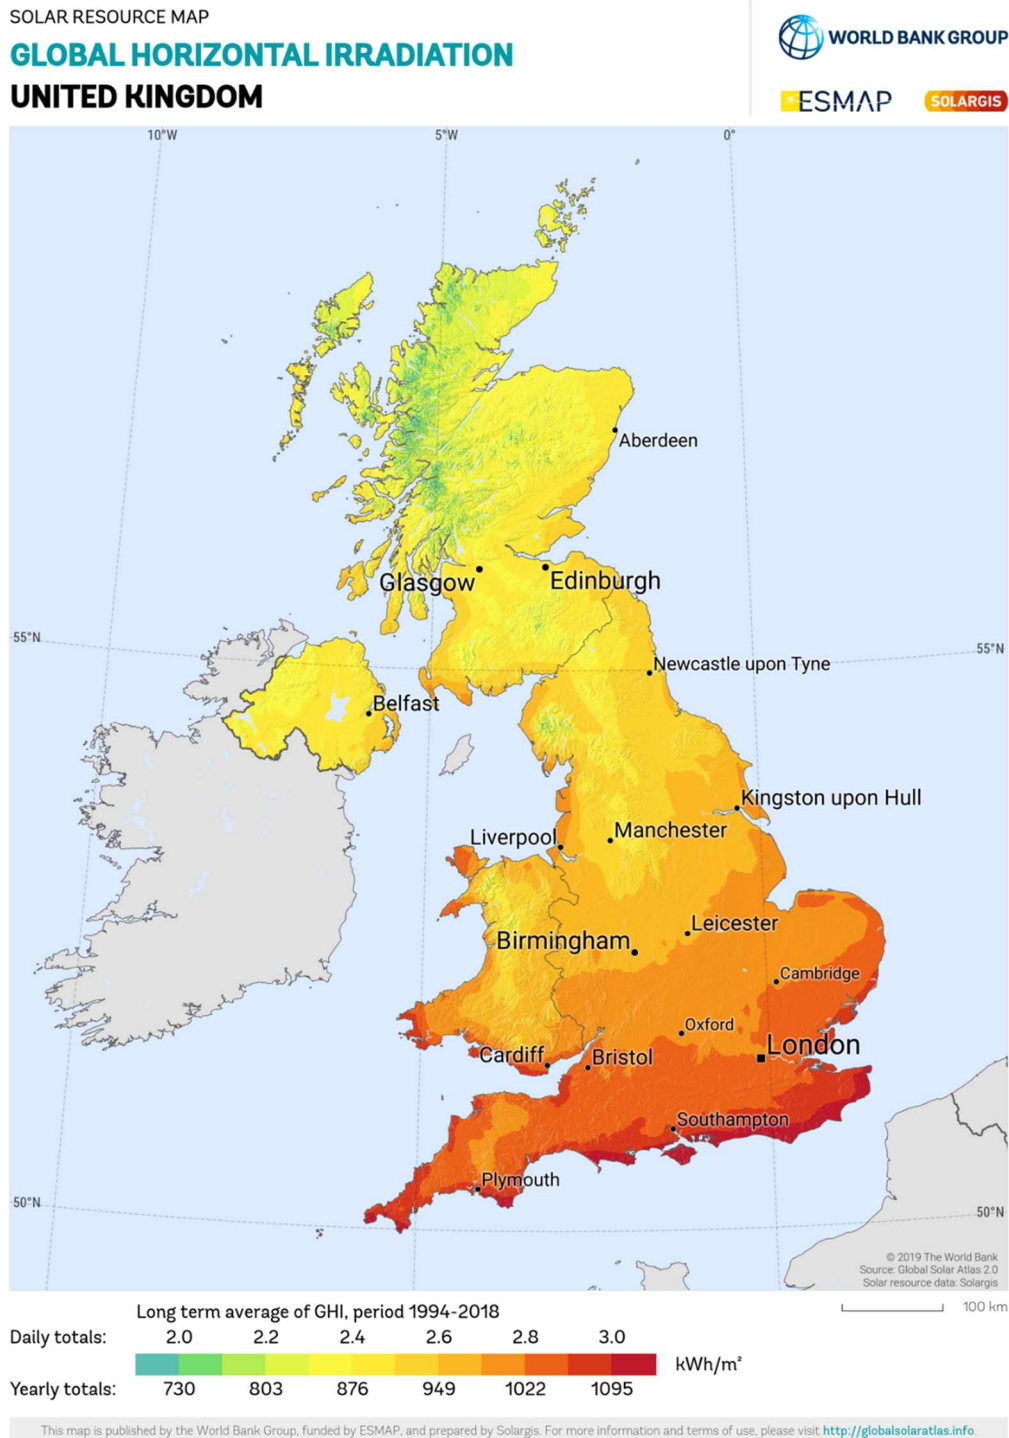 SOLAR RESOURCE MAP
GLOBAL HORIZONTAL IRRADIATION
UNITED KINGDOM
WORLD BANK GROUP
ESMAP
SOLARGIS
10°W
5°W
0°
Aberdeen
Glasgow
Edinburgh
55°N
55°N
Newcastle upon Tyne
Belfast
Kingston upon Hull
Liverpool
Manchester
Leicester
Birmingham
Cambridge
Oxford
London
Cardiff
Bristol
Southampton
Plymouth
50°N
50°N
© 2019 The World Bank
Source: Global Solar Atlas 2.0
Solar resource data: Solargis
100 km
Long term average of GHI, period 1994-2018
Daily totals: 2.0 2.2 2.4 2.6 2.8 3.0
kWh/m²
Yearly totals: 730 803 876 949 1022 1095
This map is published by the World Bank Group, funded by ESMAP, and prepared by Solargis. For more information and terms of use, please visit http://globalsolaratlas.info.